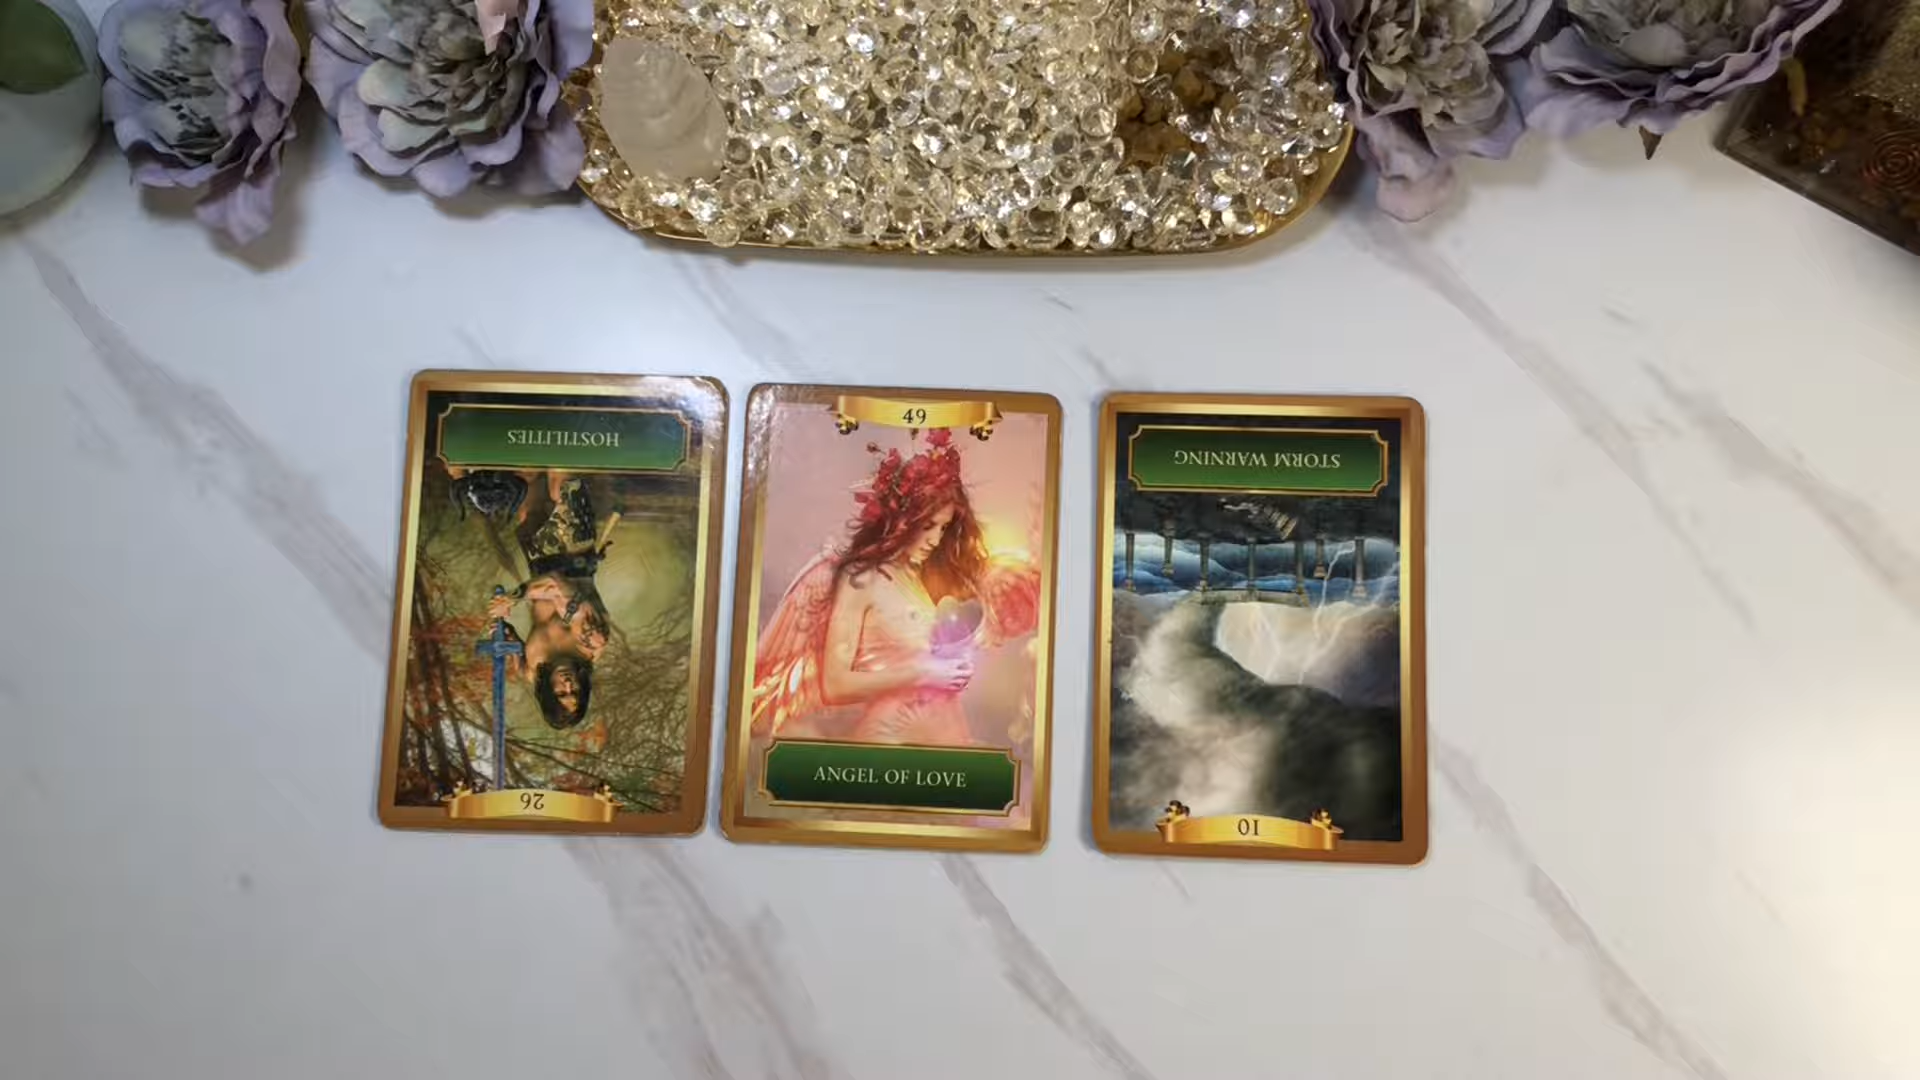 HOSTILITIES
26
49
ANGEL OF LOVE
STORM WARNING
10